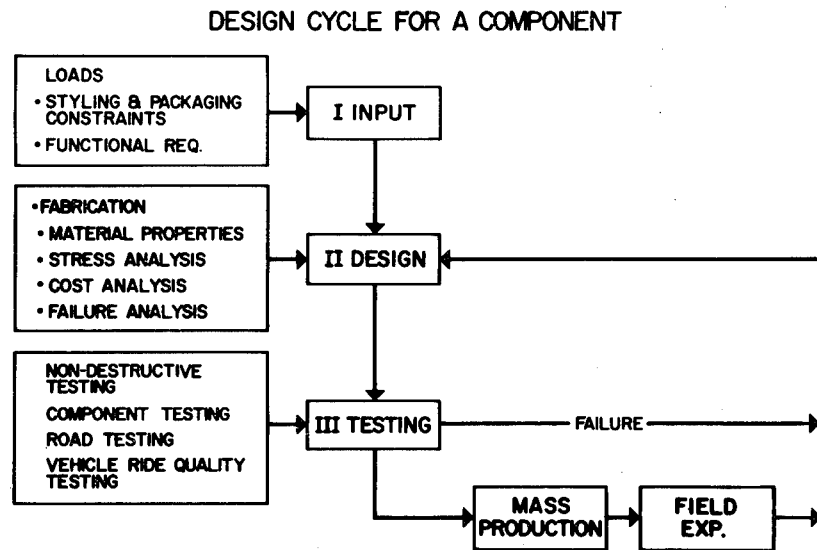 DESIGN CYCLE FOR A COMPONENT
LOADS
• STYLING & PACKAGING
CONSTRAINTS
• FUNCTIONAL REQ.
I INPUT
• FABRICATION
• MATERIAL PROPERTIES
• STRESS ANALYSIS
• COST ANALYSIS
• FAILURE ANALYSIS
II DESIGN
NON-DESTRUCTIVE
TESTING
COMPONENT TESTING
ROAD TESTING
VEHICLE RIDE QUALITY
TESTING
III TESTING
FAILURE
MASS
PRODUCTION
FIELD
EXP.